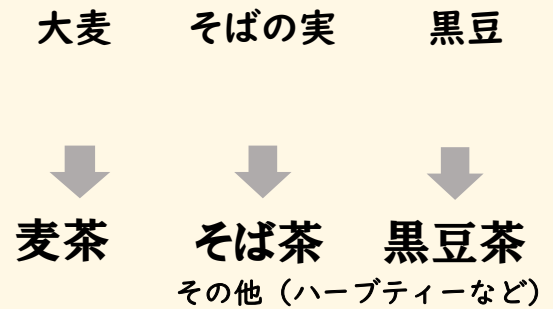 大麦 そばの実 黒豆
麦茶 そば茶 黒豆茶
その他（ハーブティーなど）